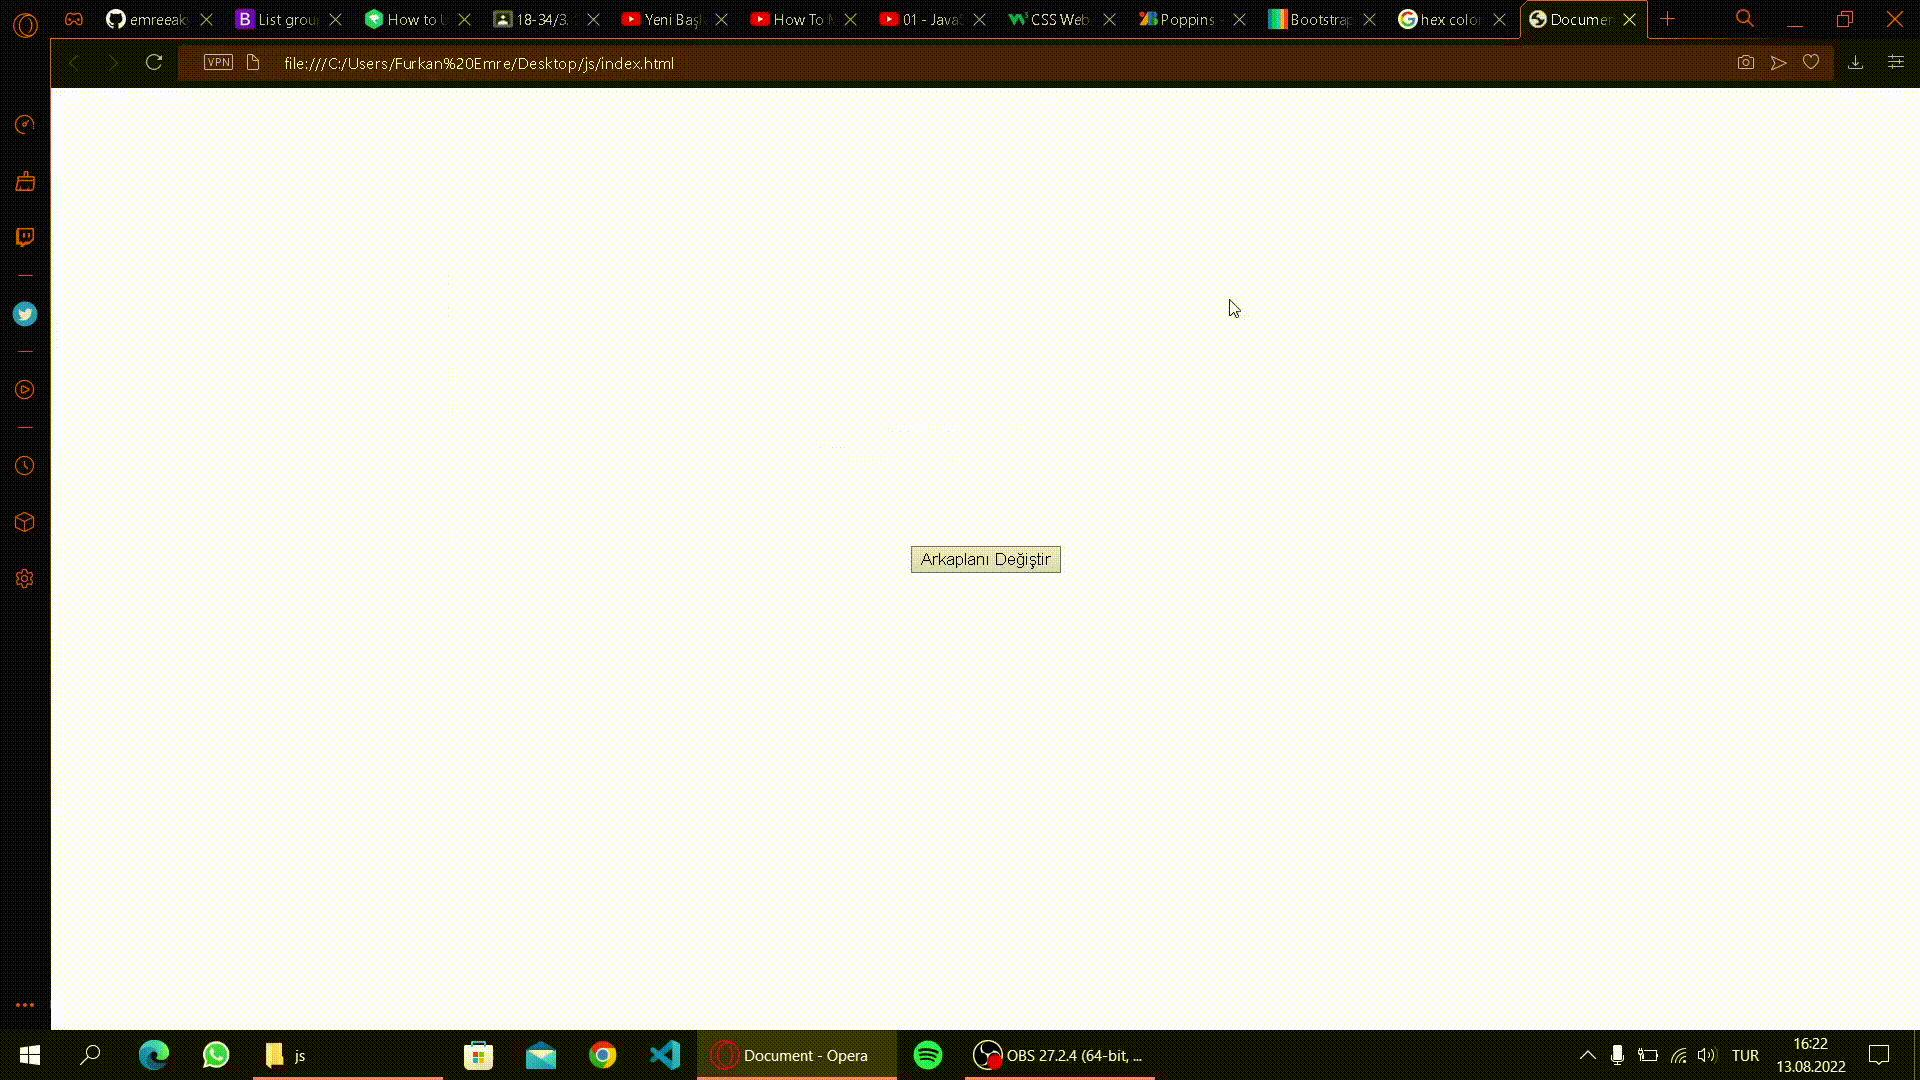 emreeak
List grou
How to U
18-34/3.
Yeni Başl
How To M
01 - Java
CSS Web
Poppins -
Bootstrap
hex color
Documen
VPN
file:///C:/Users/Furkan%20Emre/Desktop/js/index.html
Arkaplanı Değiştir
js
Document - Opera
OBS 27.2.4 (64-bit, ...
TUR
16:22
13.08.2022